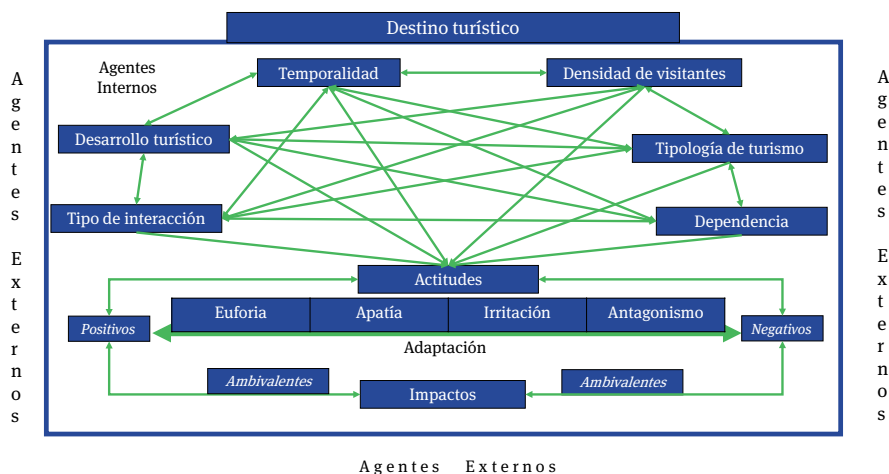 Destino turístico
Agentes
Internos
Temporalidad
Densidad de visitantes
Desarrollo turístico
Tipología de turismo
Tipo de interacción
Dependencia
Actitudes
Euforia
Apatía
Irritación
Antagonismo
Positivos
Negativos
Adaptación
Ambivalentes
Ambivalentes
Impactos
Agentes Externos
Agentes Externos
Agentes Externos